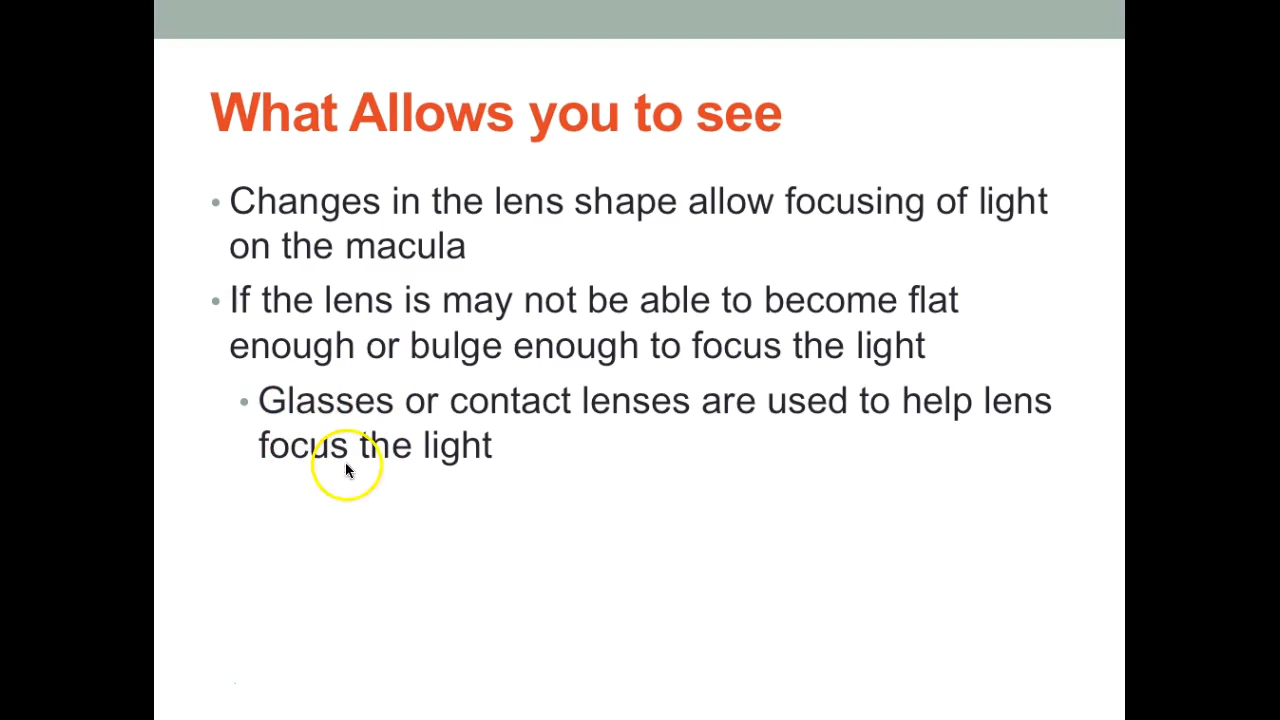 What Allows you to see
• Changes in the lens shape allow focusing of light
on the macula
• If the lens is may not be able to become flat
enough or bulge enough to focus the light
• Glasses or contact lenses are used to help lens
focus the light